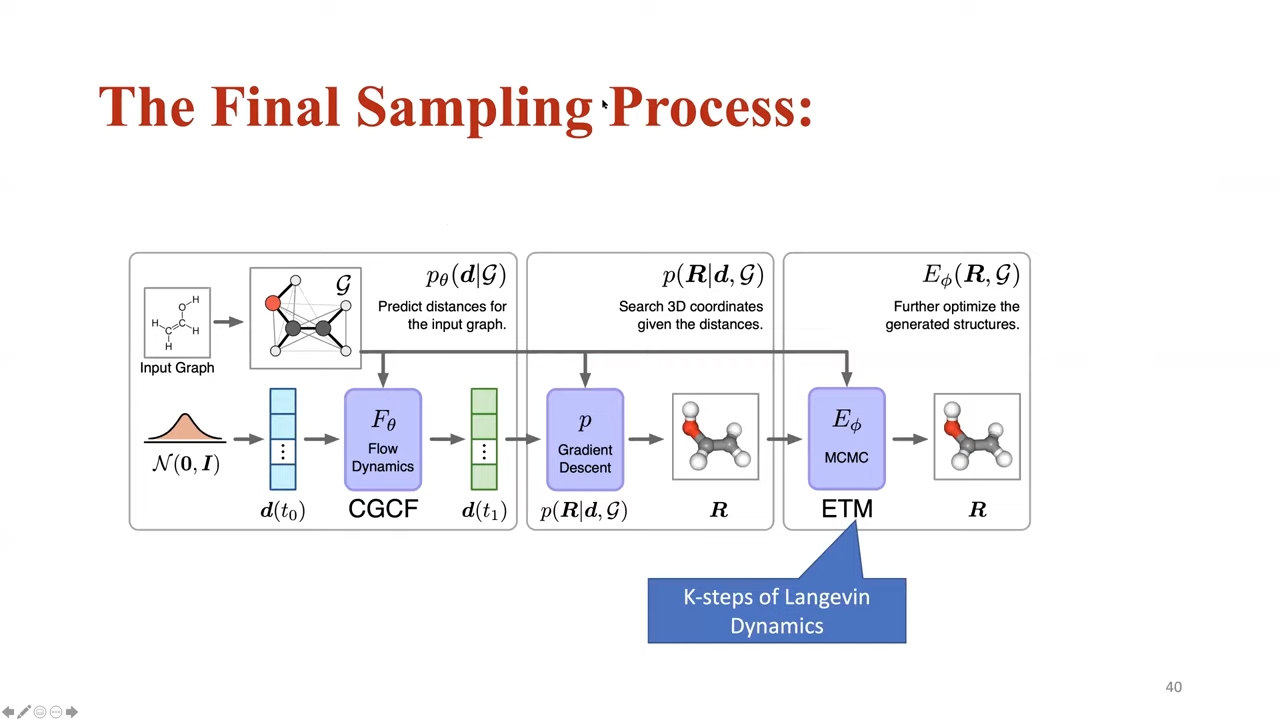 The Final Sampling Process:
H
O
H
C
H
C
H
H
Input Graph
𝒢
p_θ(d|𝒢)
Predict distances for
the input graph.
p(R|d, 𝒢)
Search 3D coordinates
given the distances.
E_ϕ(R, 𝒢)
Further optimize the
generated structures.
𝒩(0, I)
⋮
d(t₀)
F_θ
Flow
Dynamics
CGCF
⋮
d(t₁)
p
Gradient
Descent
p(R|d, 𝒢)
R
E_ϕ
MCMC
ETM
R
K-steps of Langevin
Dynamics
40